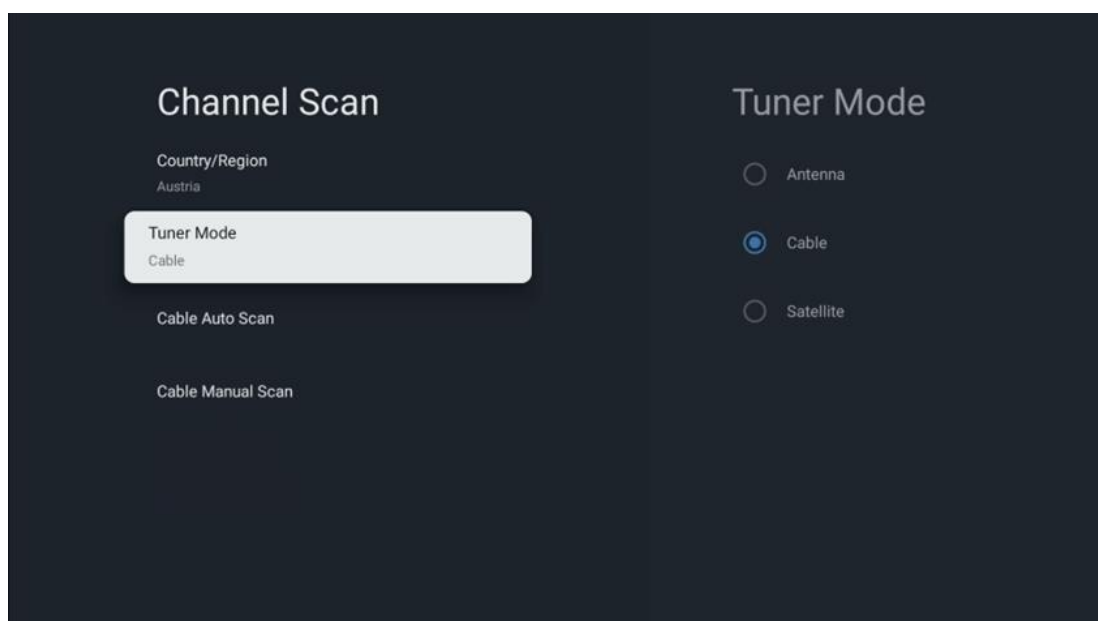 Channel Scan
Country/Region
Austria
Tuner Mode
Cable
Cable Auto Scan
Cable Manual Scan
Tuner Mode
Antenna
Cable
Satellite